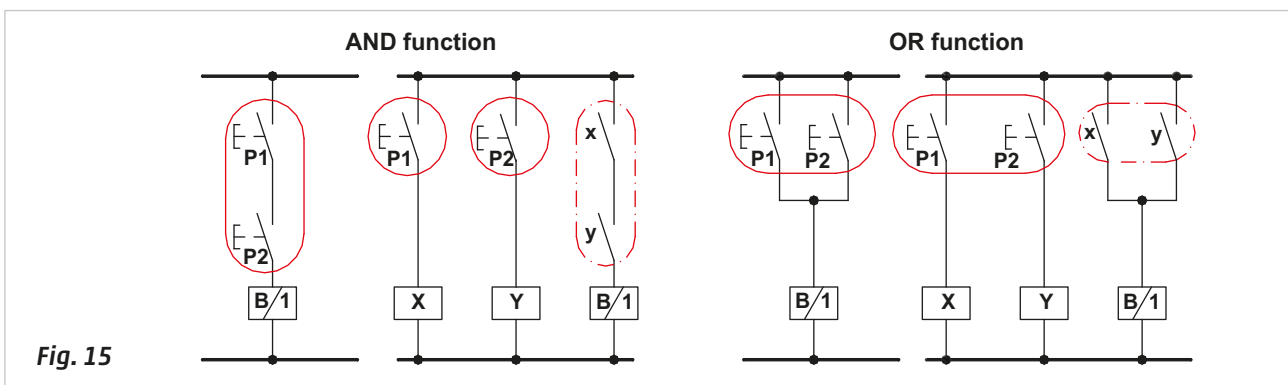 AND function
OR function
P1 P1 P2 x P1 P2 P1 P2 x y
P2 y
B/1 X Y B/1 B/1 X Y B/1
Fig. 15